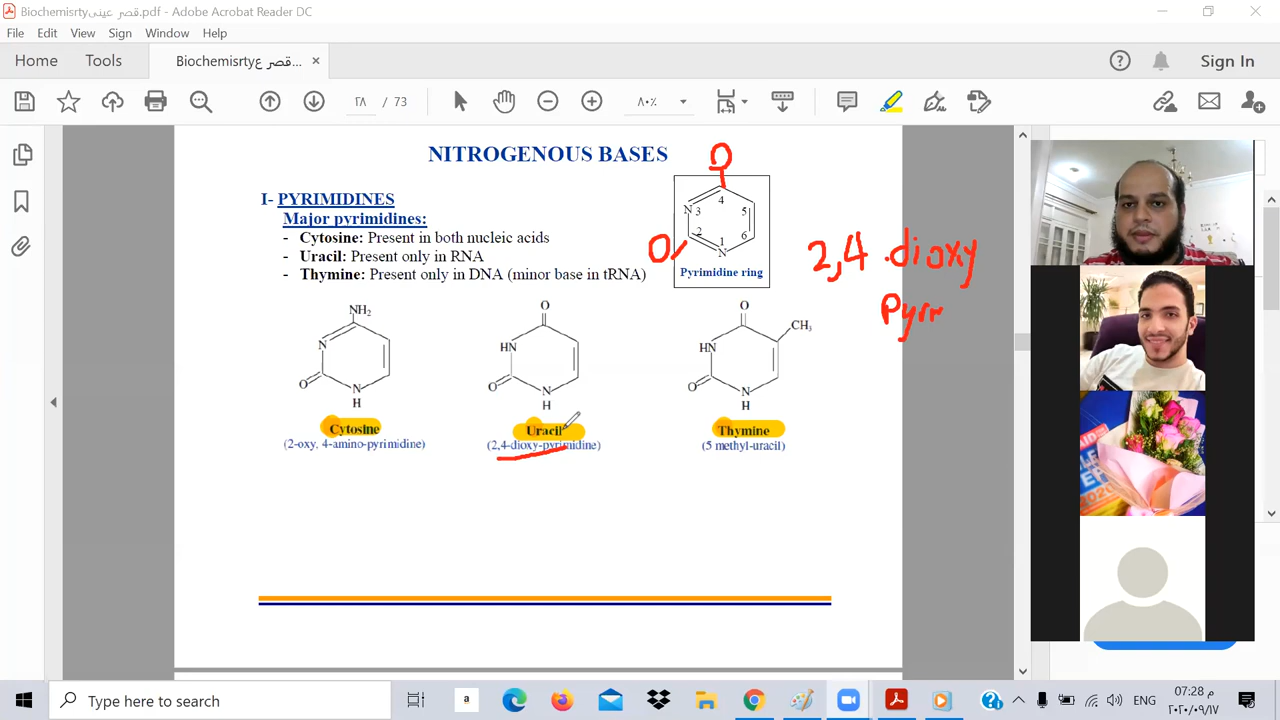 Biochemisrtyقصر عينى.pdf - Adobe Acrobat Reader DC
File Edit View Sign Window Help
Home Tools Biochemisrtyقصر ع... × Sign In
٢٨ / 73 ٨٠٪
NITROGENOUS BASES
I- PYRIMIDINES
Major pyrimidines:
- Cytosine: Present in both nucleic acids
- Uracil: Present only in RNA
- Thymine: Present only in DNA (minor base in tRNA)
O
4
N 3 5
2 1 6
O N
Pyrimidine ring
2,4 dioxy
Pyrr
NH2
N
O N
H
Cytosine
(2-oxy, 4-amino-pyrimidine)
O
HN
O N
H
Uracil
(2,4-dioxy-pyrimidine)
O
CH3
HN
O N
H
Thymine
(5 methyl-uracil)
Type here to search
a
ENG
07:28 م
٢٠٢٠/٠٩/١٧